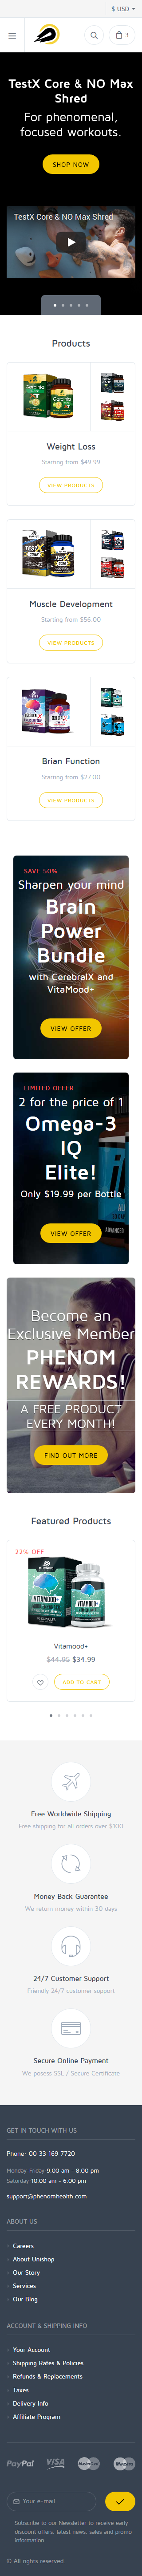 $ USD
3
TestX Core & NO Max
Shred
For phenomenal,
focused workouts.
SHOP NOW
TestX Core & NO Max Shred
Products
Weight Loss
Starting from $49.99
VIEW PRODUCTS
Muscle Development
Starting from $56.00
VIEW PRODUCTS
Brian Function
Starting from $27.00
VIEW PRODUCTS
SAVE 50%
Sharpen your mind
Brain
Power
Bundle
with CerebralX and
VitaMood+
VIEW OFFER
LIMITED OFFER
2 for the price of 1
Omega-3
IQ
Elite!
Only $19.99 per Bottle
VIEW OFFER
Become an
Exclusive Member
PHENOM
REWARDS!
A FREE PRODUCT
EVERY MONTH!
FIND OUT MORE
Featured Products
22% OFF
VITAMOOD+
Vitamood+
$44.95 $34.99
ADD TO CART
Free Worldwide Shipping
Free shipping for all orders over $100
Money Back Guarantee
We return money within 30 days
24/7 Customer Support
Friendly 24/7 customer support
Secure Online Payment
We posess SSL / Secure Certificate
GET IN TOUCH WITH US
Phone: 00 33 169 7720
Monday-Friday 9.00 am - 8.00 pm
Saturday 10.00 am - 6.00 pm
support@phenomhealth.com
ABOUT US
Careers
About Unishop
Our Story
Services
Our Blog
ACCOUNT & SHIPPING INFO
Your Account
Shipping Rates & Policies
Refunds & Replacements
Taxes
Delivery Info
Affiliate Program
PayPal VISA MasterCard Maestro
Your e-mail
Subscribe to our Newsletter to receive early
discount offers, latest news, sales and promo
information.
© All rights reserved.